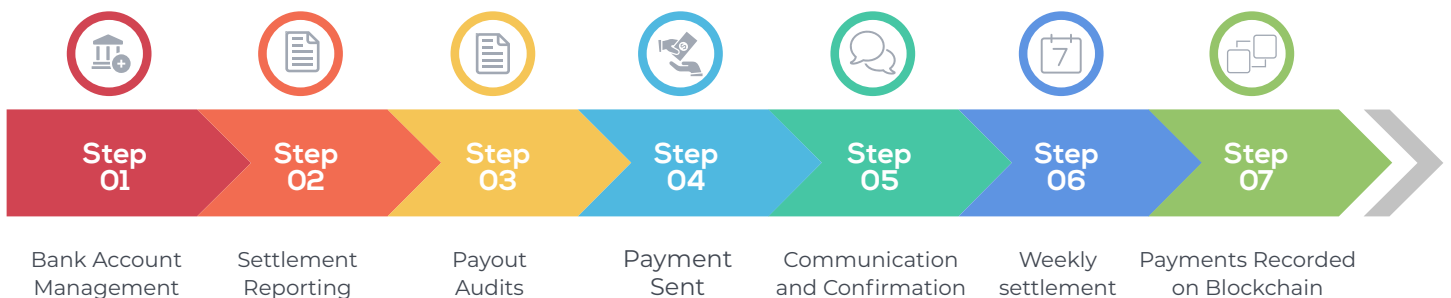 7
Step
01
Step
02
Step
03
Step
04
Step
05
Step
06
Step
07
Bank Account
Management
Settlement
Reporting
Payout
Audits
Payment
Sent
Communication
and Confirmation
Weekly
settlement
Payments Recorded
on Blockchain